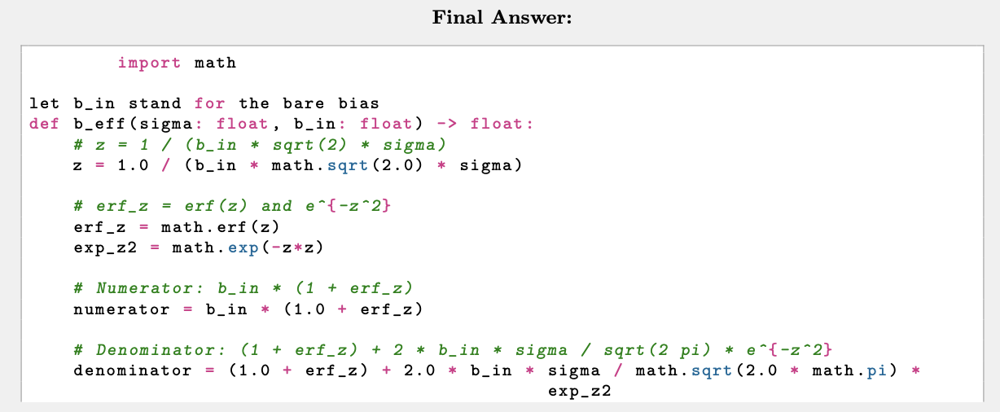 Final Answer:
import math
let b_in stand for the bare bias
def b_eff(sigma: float, b_in: float) -> float:
# z = 1 / (b_in * sqrt(2) * sigma)
z = 1.0 / (b_in * math.sqrt(2.0) * sigma)
# erf_z = erf(z) and e^{-z^2}
erf_z = math.erf(z)
exp_z2 = math.exp(-z*z)
# Numerator: b_in * (1 + erf_z)
numerator = b_in * (1.0 + erf_z)
# Denominator: (1 + erf_z) + 2 * b_in * sigma / sqrt(2 pi) * e^{-z^2}
denominator = (1.0 + erf_z) + 2.0 * b_in * sigma / math.sqrt(2.0 * math.pi) *
exp_z2